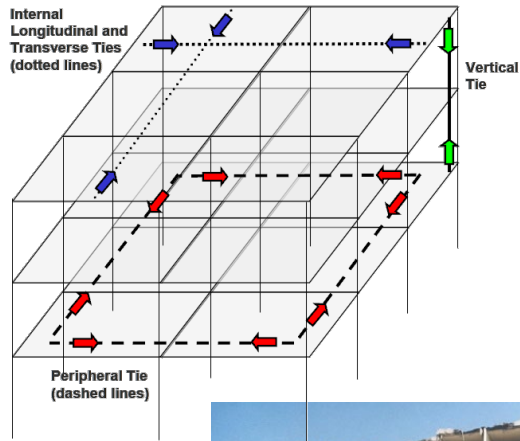 Internal
Longitudinal and
Transverse Ties
(dotted lines)
Vertical
Tie
Peripheral Tie
(dashed lines)